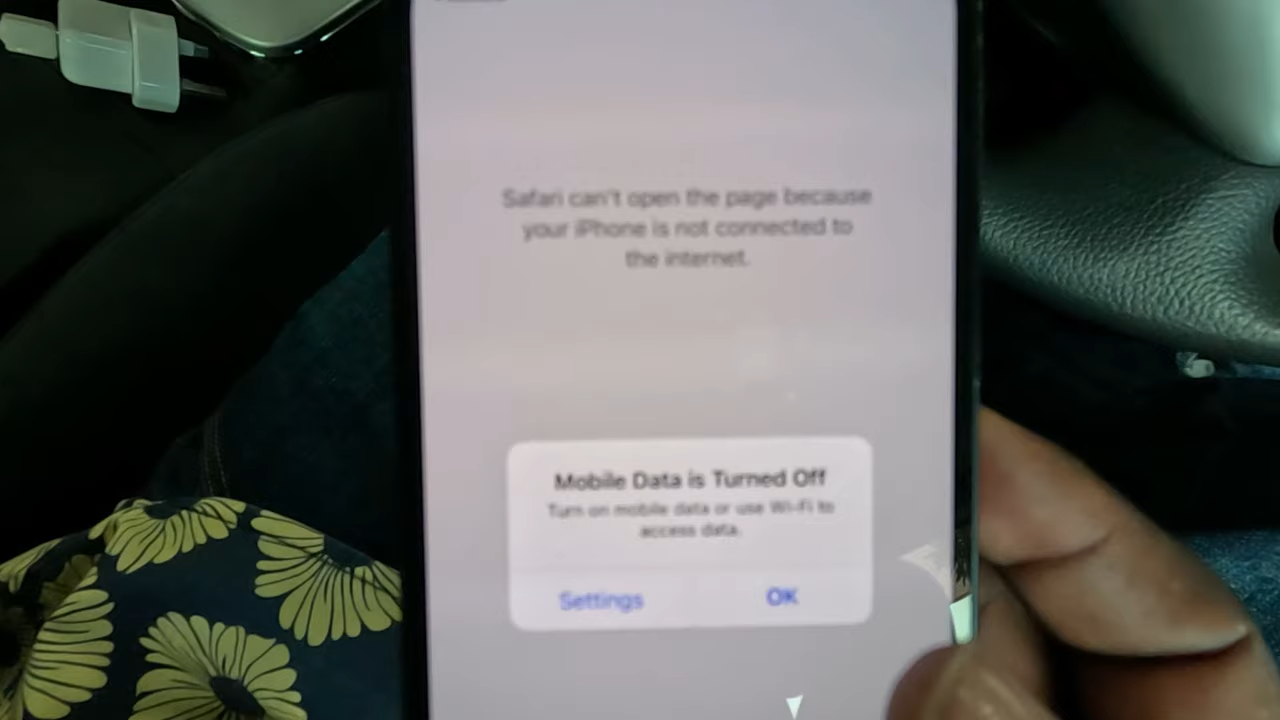 Safari can't open the page because
your iPhone is not connected to
the internet.
Mobile Data is Turned Off
Turn on mobile data or use Wi-Fi to
access data.
Settings
OK